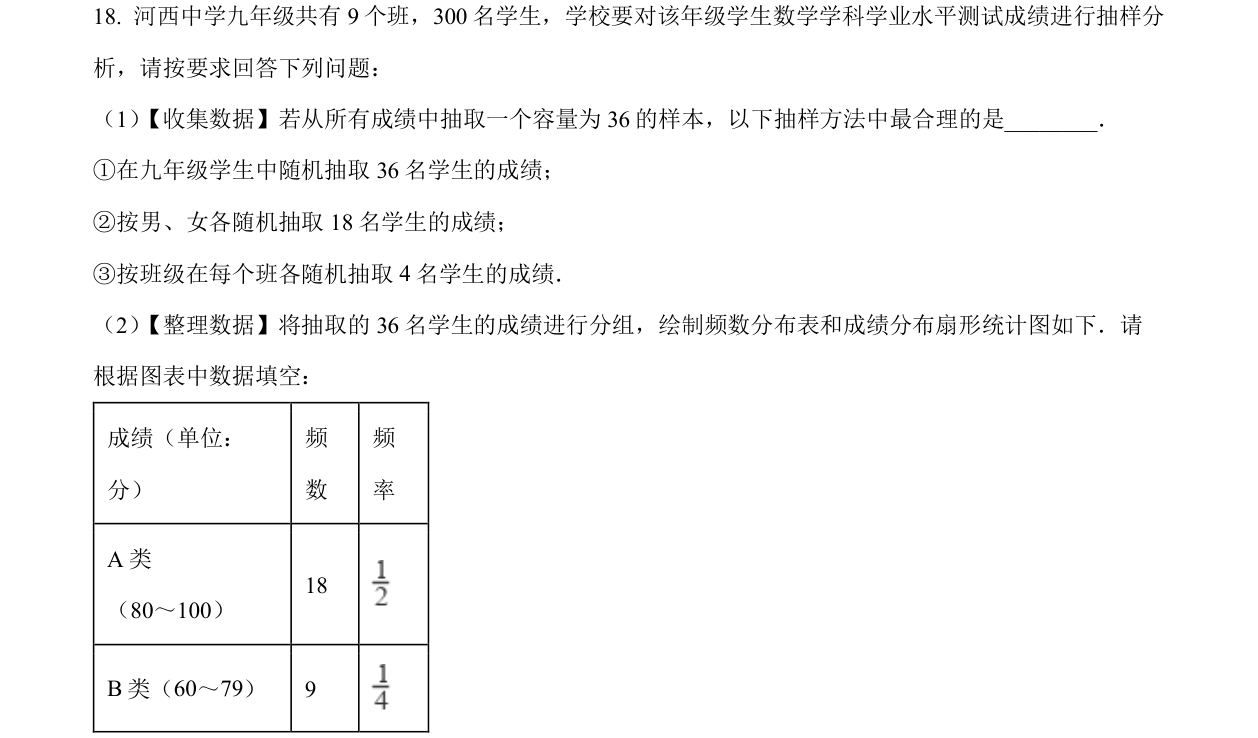 18. 河西中学九年级共有 9 个班，300 名学生，学校要对该年级学生数学学科学业水平测试成绩进行抽样分
析，请按要求回答下列问题：
（1）【收集数据】若从所有成绩中抽取一个容量为 36 的样本，以下抽样方法中最合理的是________．
①在九年级学生中随机抽取 36 名学生的成绩；
②按男、女各随机抽取 18 名学生的成绩；
③按班级在每个班各随机抽取 4 名学生的成绩．
（2）【整理数据】将抽取的 36 名学生的成绩进行分组，绘制频数分布表和成绩分布扇形统计图如下．请
根据图表中数据填空：
成绩（单位： 频 频
分） 数 率
A 类
（80～100） 18 1/2
B 类（60～79） 9 1/4